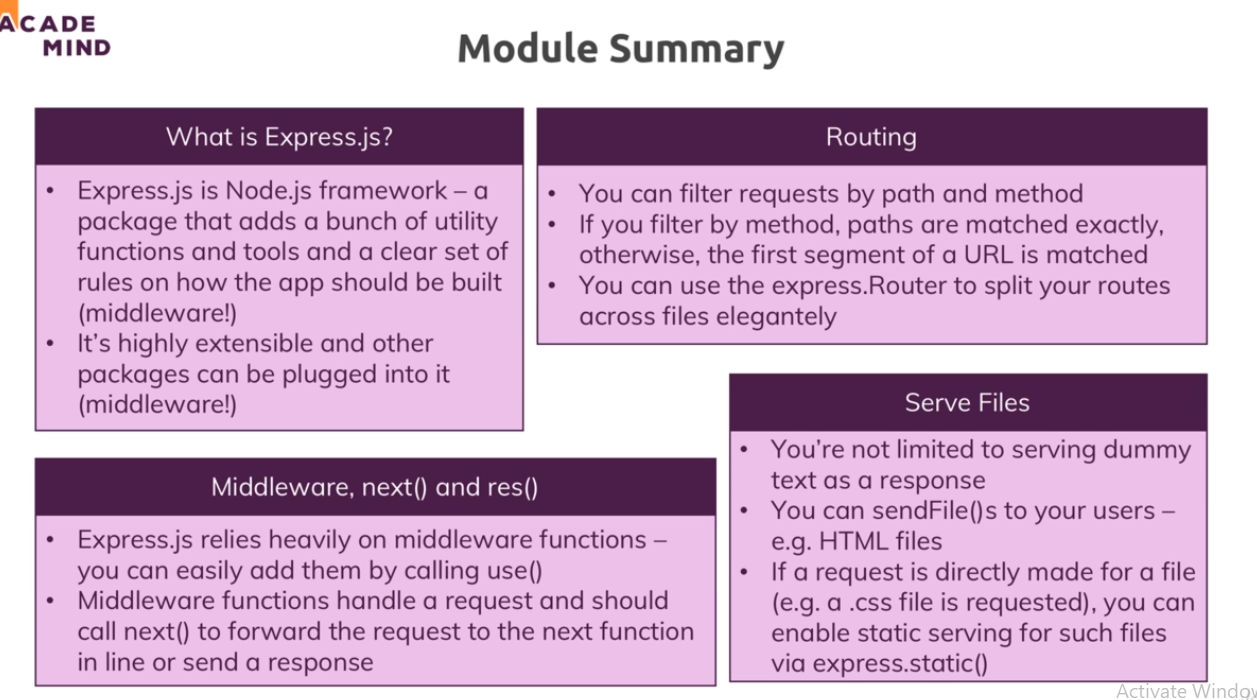 ACADE
MIND
Module Summary
What is Express.js?
• Express.js is Node.js framework – a
package that adds a bunch of utility
functions and tools and a clear set of
rules on how the app should be built
(middleware!)
• It's highly extensible and other
packages can be plugged into it
(middleware!)
Routing
• You can filter requests by path and method
• If you filter by method, paths are matched exactly,
otherwise, the first segment of a URL is matched
• You can use the express.Router to split your routes
across files elegantely
Middleware, next() and res()
• Express.js relies heavily on middleware functions –
you can easily add them by calling use()
• Middleware functions handle a request and should
call next() to forward the request to the next function
in line or send a response
Serve Files
• You're not limited to serving dummy
text as a response
• You can sendFile()s to your users –
e.g. HTML files
• If a request is directly made for a file
(e.g. a .css file is requested), you can
enable static serving for such files
via express.static()
Activate Windo